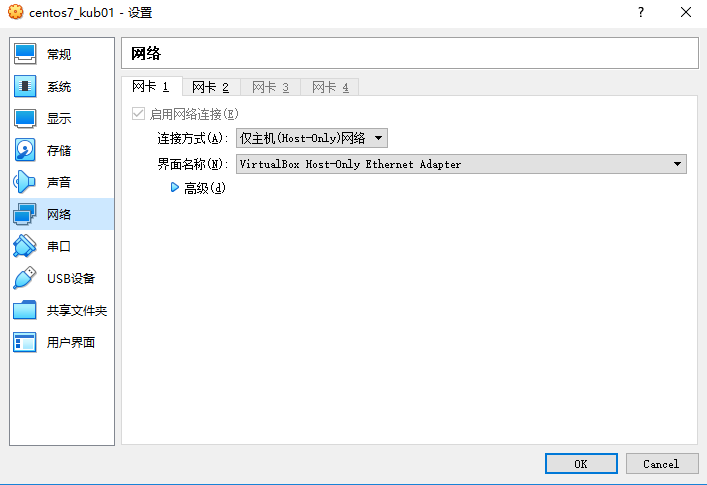 centos7_kub01 - 设置
?
常规
系统
显示
存储
声音
网络
串口
USB设备
共享文件夹
用户界面
网络
网卡 1 网卡 2 网卡 3 网卡 4
启用网络连接(E)
连接方式(A): 仅主机(Host-Only)网络
界面名称(N): VirtualBox Host-Only Ethernet Adapter
高级(d)
OK Cancel